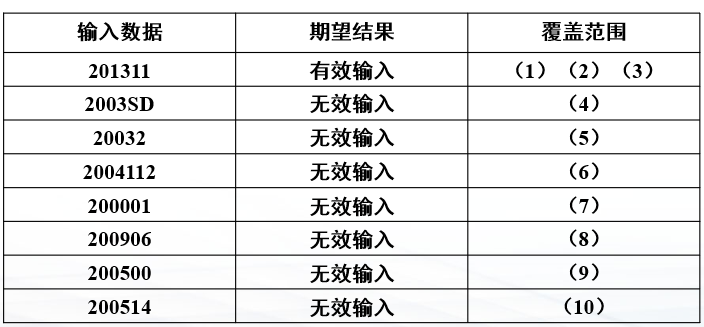 输入数据 期望结果 覆盖范围
201311 有效输入 （1）（2）（3）
2003SD 无效输入 （4）
20032 无效输入 （5）
2004112 无效输入 （6）
200001 无效输入 （7）
200906 无效输入 （8）
200500 无效输入 （9）
200514 无效输入 （10）